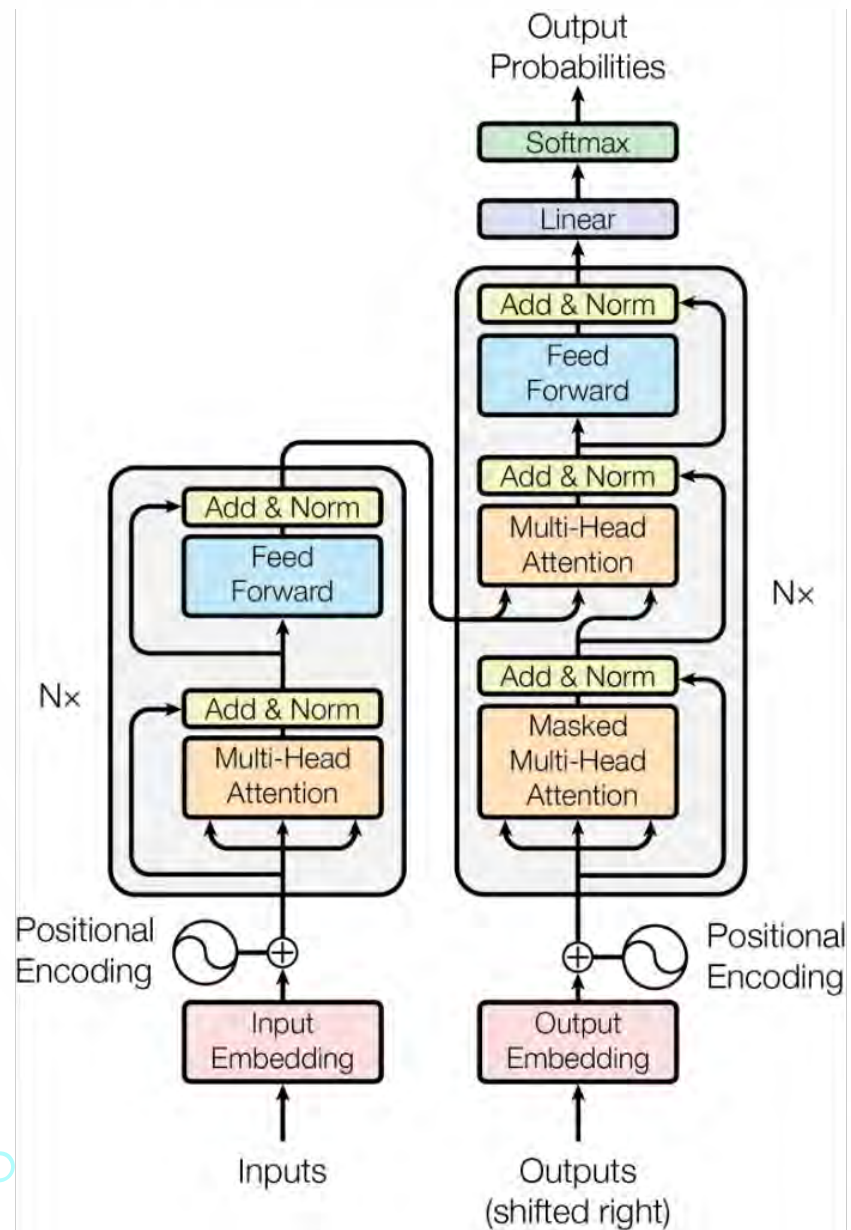 Output
Probabilities
Softmax
Linear
Add & Norm
Feed
Forward
Add & Norm
Multi-Head
Attention
Add & Norm
Masked
Multi-Head
Attention
N×
Add & Norm
Feed
Forward
Add & Norm
Multi-Head
Attention
N×
Positional
Encoding
Positional
Encoding
Input
Embedding
Output
Embedding
Inputs
Outputs
(shifted right)